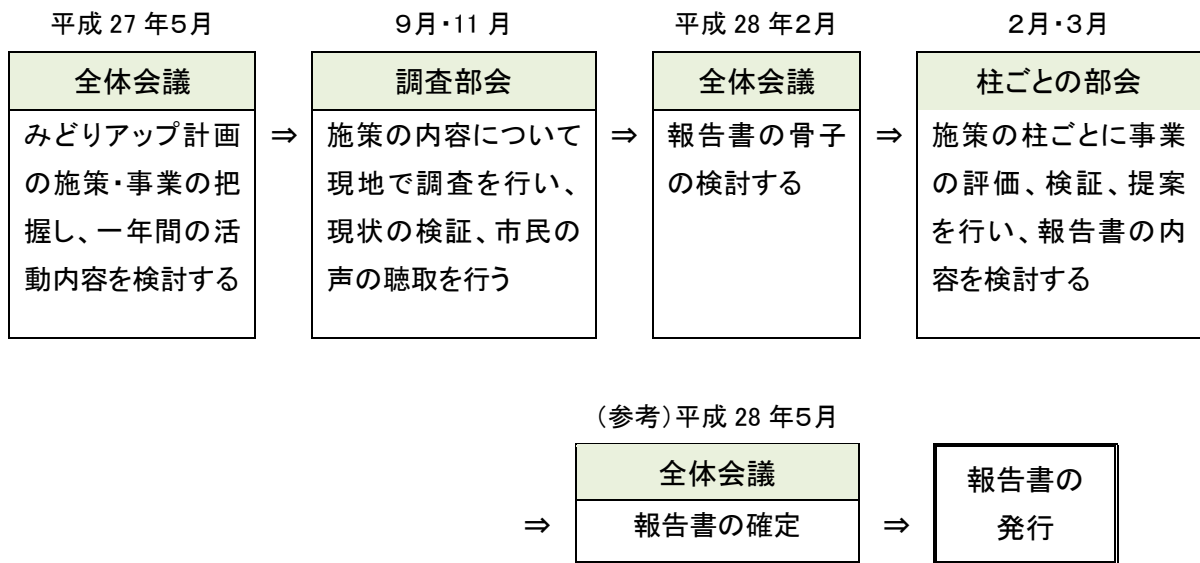 平成 27 年5月
9月・11 月
平成 28 年2月
2月・3月
全体会議
みどりアップ計画
の施策・事業の把
握し、一年間の活
動内容を検討する
⇒
調査部会
施策の内容について
現地で調査を行い、
現状の検証、市民の
声の聴取を行う
⇒
全体会議
報告書の骨子
の検討する
⇒
柱ごとの部会
施策の柱ごとに事業
の評価、検証、提案
を行い、報告書の内
容を検討する
(参考)平成 28 年5月
⇒
全体会議
報告書の確定
⇒
報告書の
発行